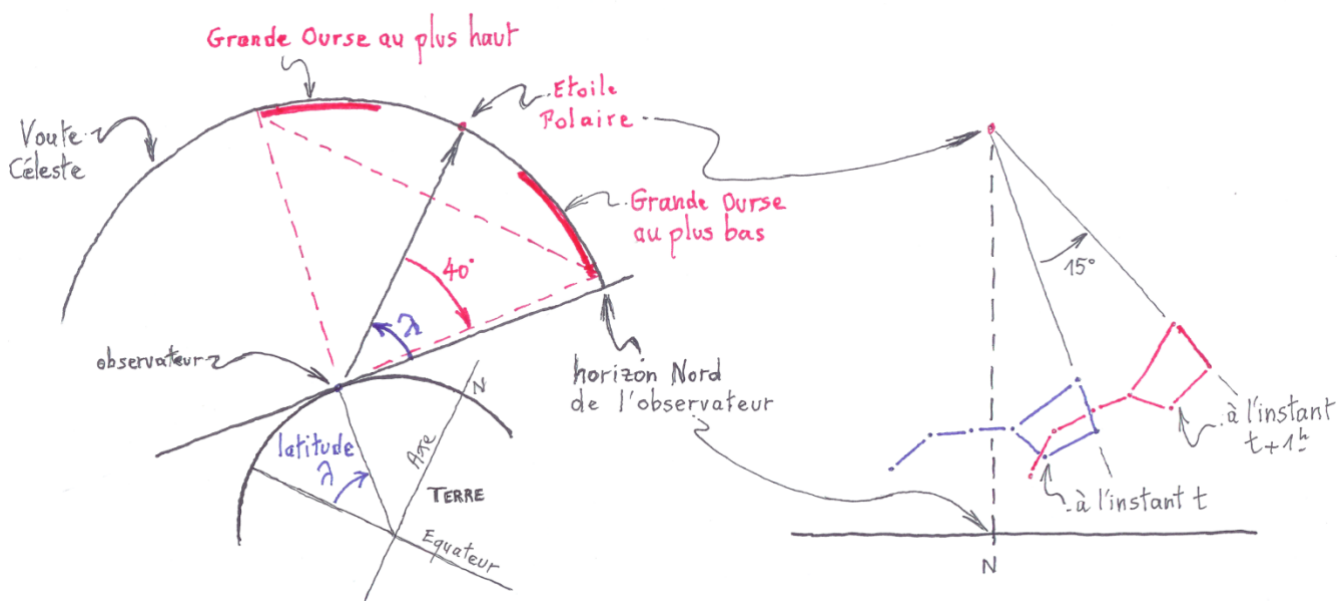 Grande Ourse au plus haut
Etoile
Polaire
Voute
Céleste
Grande Ourse
au plus bas
40°
λ
15°
observateur
N
horizon Nord
de l'observateur
à l'instant
t+1h
latitude
λ
Axe
TERRE
à l'instant t
Equateur
N